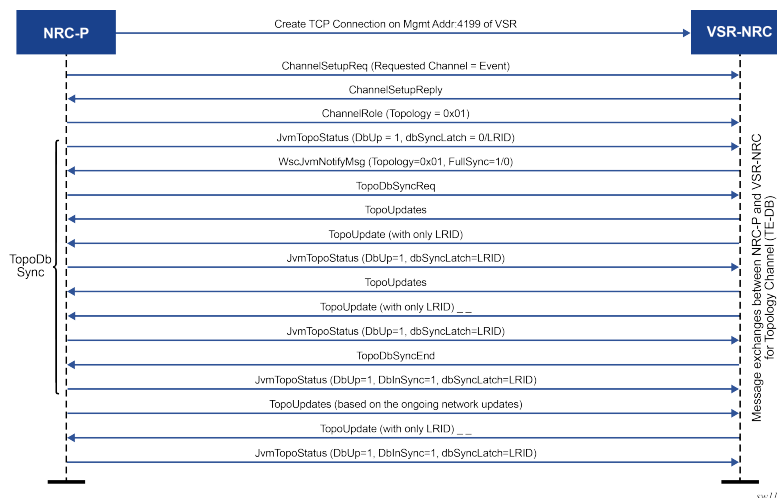 NRC-P
Create TCP Connection on Mgmt Addr:4199 of VSR
VSR-NRC
ChannelSetupReq (Requested Channel = Event)
ChannelSetupReply
ChannelRole (Topology = 0x01)
JvmTopoStatus (DbUp = 1, dbSyncLatch = 0/LRID)
WscJvmNotifyMsg (Topology=0x01, FullSync=1/0)
TopoDbSyncReq
TopoUpdates
TopoUpdate (with only LRID)
JvmTopoStatus (DbUp=1, dbSyncLatch=LRID)
TopoUpdates
TopoUpdate (with only LRID) _ _
JvmTopoStatus (DbUp=1, dbSyncLatch=LRID)
TopoDbSyncEnd
JvmTopoStatus (DbUp=1, DbInSync=1, dbSyncLatch=LRID)
TopoUpdates (based on the ongoing network updates)
TopoUpdate (with only LRID) _ _
JvmTopoStatus (DbUp=1, DbInSync=1, dbSyncLatch=LRID)
TopoDb
Sync
Message exchanges between NRC-P and VSR-NRC
for Topology Channel (TE-DB)